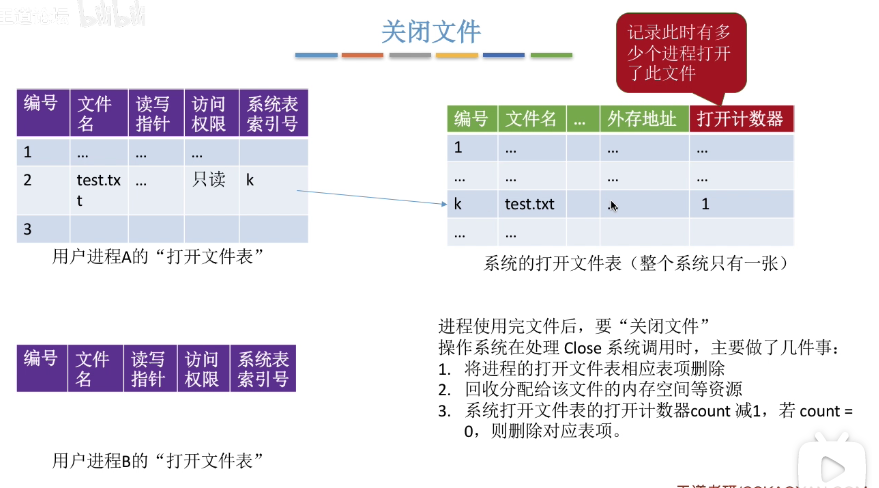 bilibili
关闭文件
记录此时有多
少个进程打开
了此文件
编号 文件名 读写指针 访问权限 系统表索引号
1 ... ... ...
2 test.txt ... 只读 k
3
用户进程A的“打开文件表”
编号 文件名 ... 外存地址 打开计数器
1 ... ... ...
... ... ... ...
k test.txt 1
... ...
系统的打开文件表（整个系统只有一张）
编号 文件名 读写指针 访问权限 系统表索引号
用户进程B的“打开文件表”
进程使用完文件后，要“关闭文件”
操作系统在处理 Close 系统调用时，主要做了几件事：
1. 将进程的打开文件表相应表项删除
2. 回收分配给该文件的内存空间等资源
3. 系统打开文件表的打开计数器count 减1，若 count =
0，则删除对应表项。